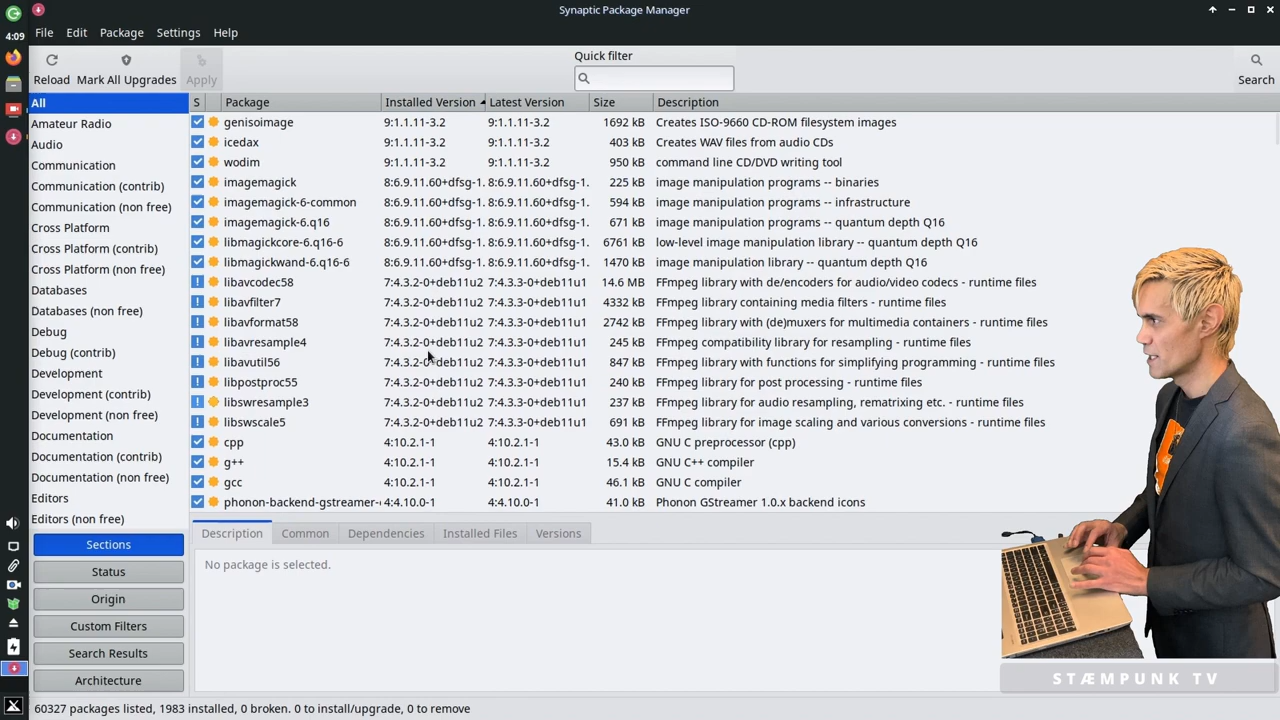 Synaptic Package Manager
4:09
File Edit Package Settings Help
Reload Mark All Upgrades Apply
Quick filter
Search
S Package Installed Version Latest Version Size Description
All
Amateur Radio
Audio
Communication
Communication (contrib)
Communication (non free)
Cross Platform
Cross Platform (contrib)
Cross Platform (non free)
Databases
Databases (non free)
Debug
Debug (contrib)
Development
Development (contrib)
Development (non free)
Documentation
Documentation (contrib)
Documentation (non free)
Editors
Editors (non free)
Sections
Status
Origin
Custom Filters
Search Results
Architecture
genisoimage 9:1.1.11-3.2 9:1.1.11-3.2 1692 kB Creates ISO-9660 CD-ROM filesystem images
icedax 9:1.1.11-3.2 9:1.1.11-3.2 403 kB Creates WAV files from audio CDs
wodim 9:1.1.11-3.2 9:1.1.11-3.2 950 kB command line CD/DVD writing tool
imagemagick 8:6.9.11.60+dfsg-1. 8:6.9.11.60+dfsg-1. 225 kB image manipulation programs -- binaries
imagemagick-6-common 8:6.9.11.60+dfsg-1. 8:6.9.11.60+dfsg-1. 594 kB image manipulation programs -- infrastructure
imagemagick-6.q16 8:6.9.11.60+dfsg-1. 8:6.9.11.60+dfsg-1. 671 kB image manipulation programs -- quantum depth Q16
libmagickcore-6.q16-6 8:6.9.11.60+dfsg-1. 8:6.9.11.60+dfsg-1. 6761 kB low-level image manipulation library -- quantum depth Q16
libmagickwand-6.q16-6 8:6.9.11.60+dfsg-1. 8:6.9.11.60+dfsg-1. 1470 kB image manipulation library -- quantum depth Q16
libavcodec58 7:4.3.2-0+deb11u2 7:4.3.3-0+deb11u1 14.6 MB FFmpeg library with de/encoders for audio/video codecs - runtime files
libavfilter7 7:4.3.2-0+deb11u2 7:4.3.3-0+deb11u1 4332 kB FFmpeg library containing media filters - runtime files
libavformat58 7:4.3.2-0+deb11u2 7:4.3.3-0+deb11u1 2742 kB FFmpeg library with (de)muxers for multimedia containers - runtime files
libavresample4 7:4.3.2-0+deb11u2 7:4.3.3-0+deb11u1 245 kB FFmpeg compatibility library for resampling - runtime files
libavutil56 7:4.3.2-0+deb11u2 7:4.3.3-0+deb11u1 847 kB FFmpeg library with functions for simplifying programming - runtime files
libpostproc55 7:4.3.2-0+deb11u2 7:4.3.3-0+deb11u1 240 kB FFmpeg library for post processing - runtime files
libswresample3 7:4.3.2-0+deb11u2 7:4.3.3-0+deb11u1 237 kB FFmpeg library for audio resampling, rematrixing etc. - runtime files
libswscale5 7:4.3.2-0+deb11u2 7:4.3.3-0+deb11u1 691 kB FFmpeg library for image scaling and various conversions - runtime files
cpp 4:10.2.1-1 4:10.2.1-1 43.0 kB GNU C preprocessor (cpp)
g++ 4:10.2.1-1 4:10.2.1-1 15.4 kB GNU C++ compiler
gcc 4:10.2.1-1 4:10.2.1-1 46.1 kB GNU C compiler
phonon-backend-gstreamer- 4:4.10.0-1 4:4.10.0-1 41.0 kB Phonon GStreamer 1.0.x backend icons
Description Common Dependencies Installed Files Versions
No package is selected.
STÆMPUNK TV
60327 packages listed, 1983 installed, 0 broken. 0 to install/upgrade, 0 to remove